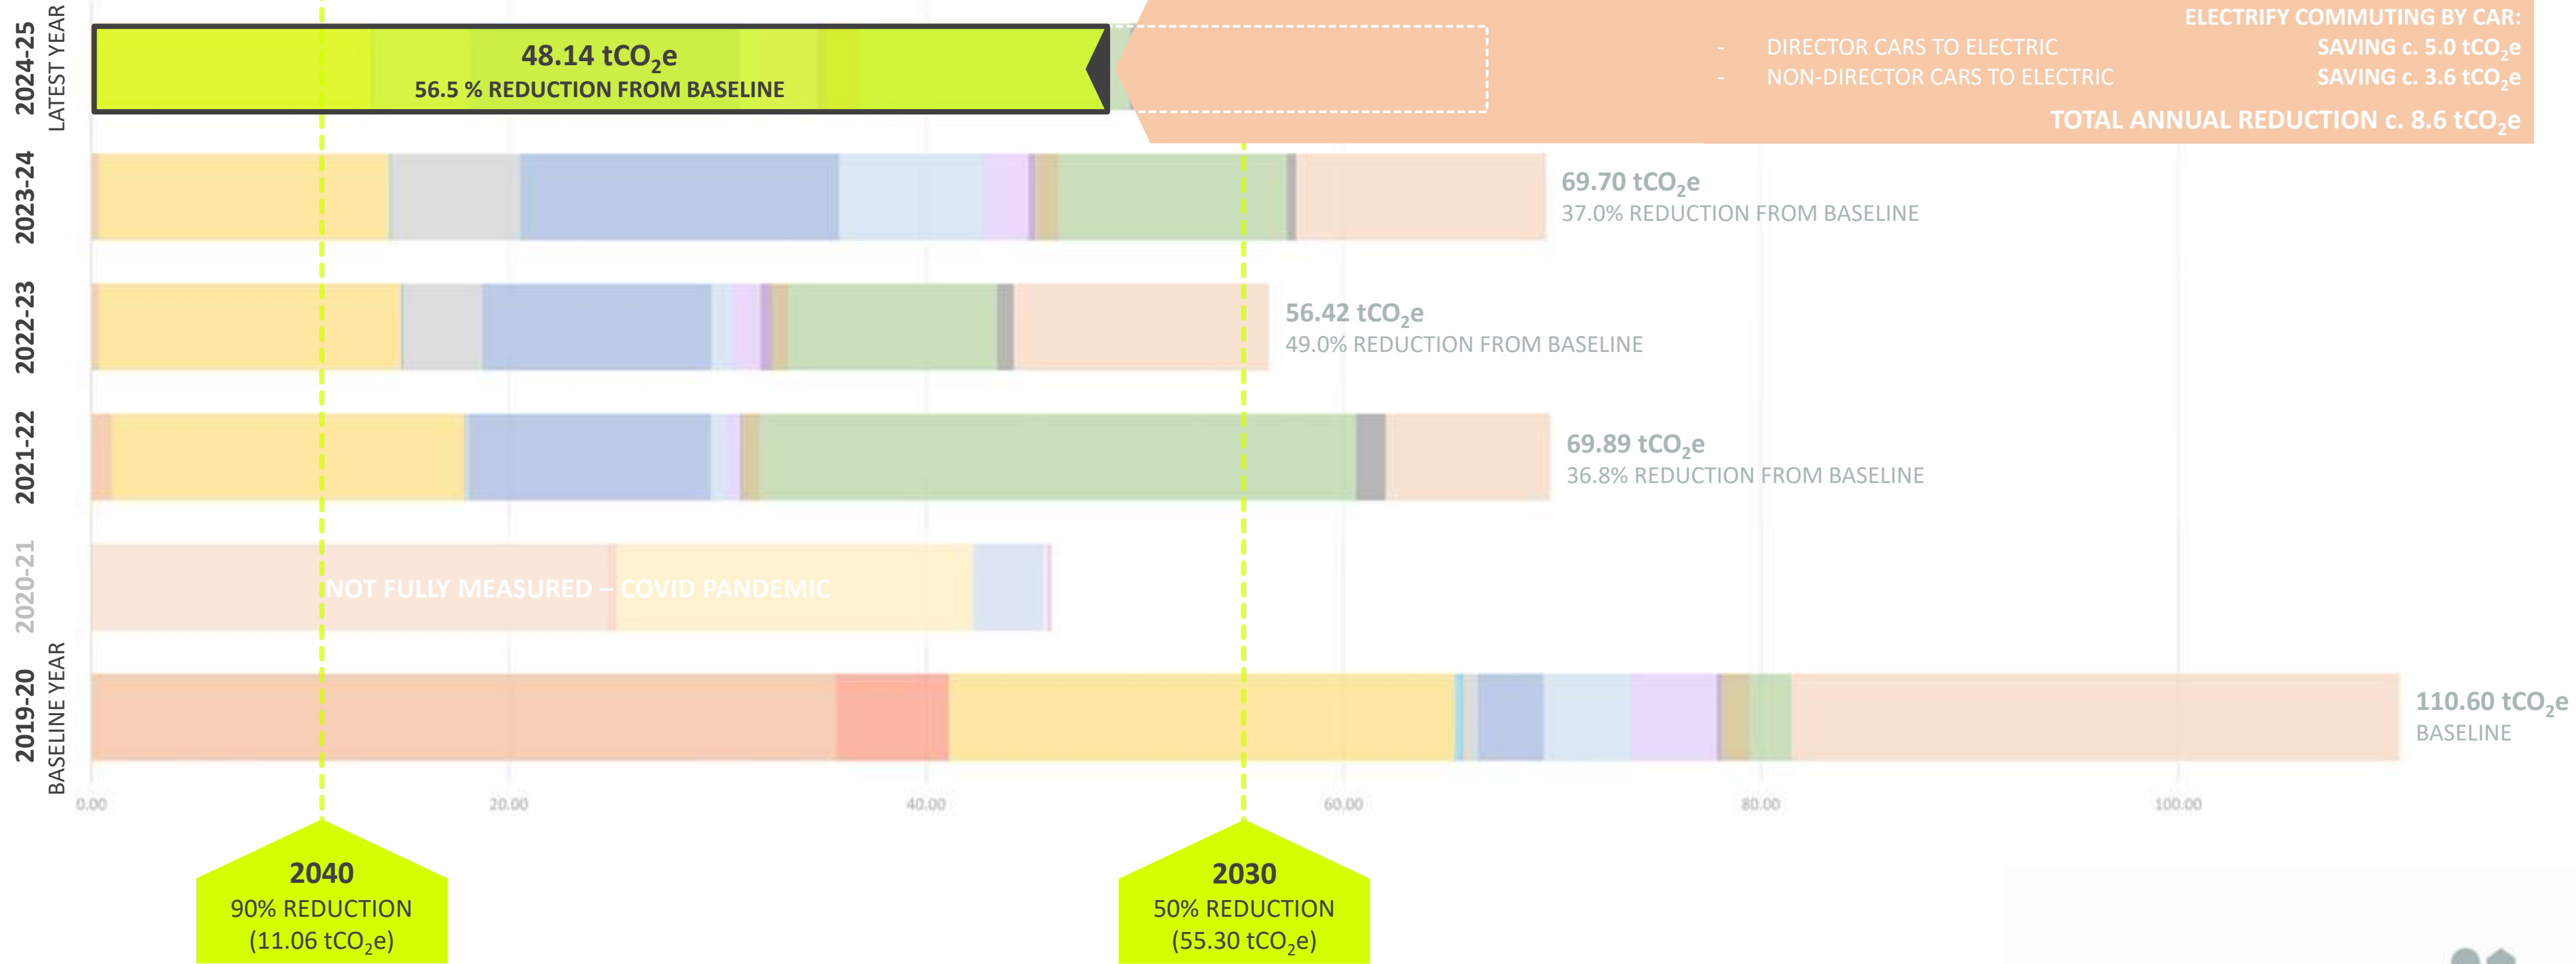 2024-25
LATEST YEAR
48.14 tCO₂e
56.5 % REDUCTION FROM BASELINE
ELECTRIFY COMMUTING BY CAR:
- DIRECTOR CARS TO ELECTRIC SAVING c. 5.0 tCO₂e
- NON-DIRECTOR CARS TO ELECTRIC SAVING c. 3.6 tCO₂e
TOTAL ANNUAL REDUCTION c. 8.6 tCO₂e
2023-24
69.70 tCO₂e
37.0% REDUCTION FROM BASELINE
2022-23
56.42 tCO₂e
49.0% REDUCTION FROM BASELINE
2021-22
69.89 tCO₂e
36.8% REDUCTION FROM BASELINE
2020-21
NOT FULLY MEASURED – COVID PANDEMIC
2019-20
BASELINE YEAR
110.60 tCO₂e
BASELINE
0.00 20.00 40.00 60.00 80.00 100.00
2040
90% REDUCTION
(11.06 tCO₂e)
2030
50% REDUCTION
(55.30 tCO₂e)